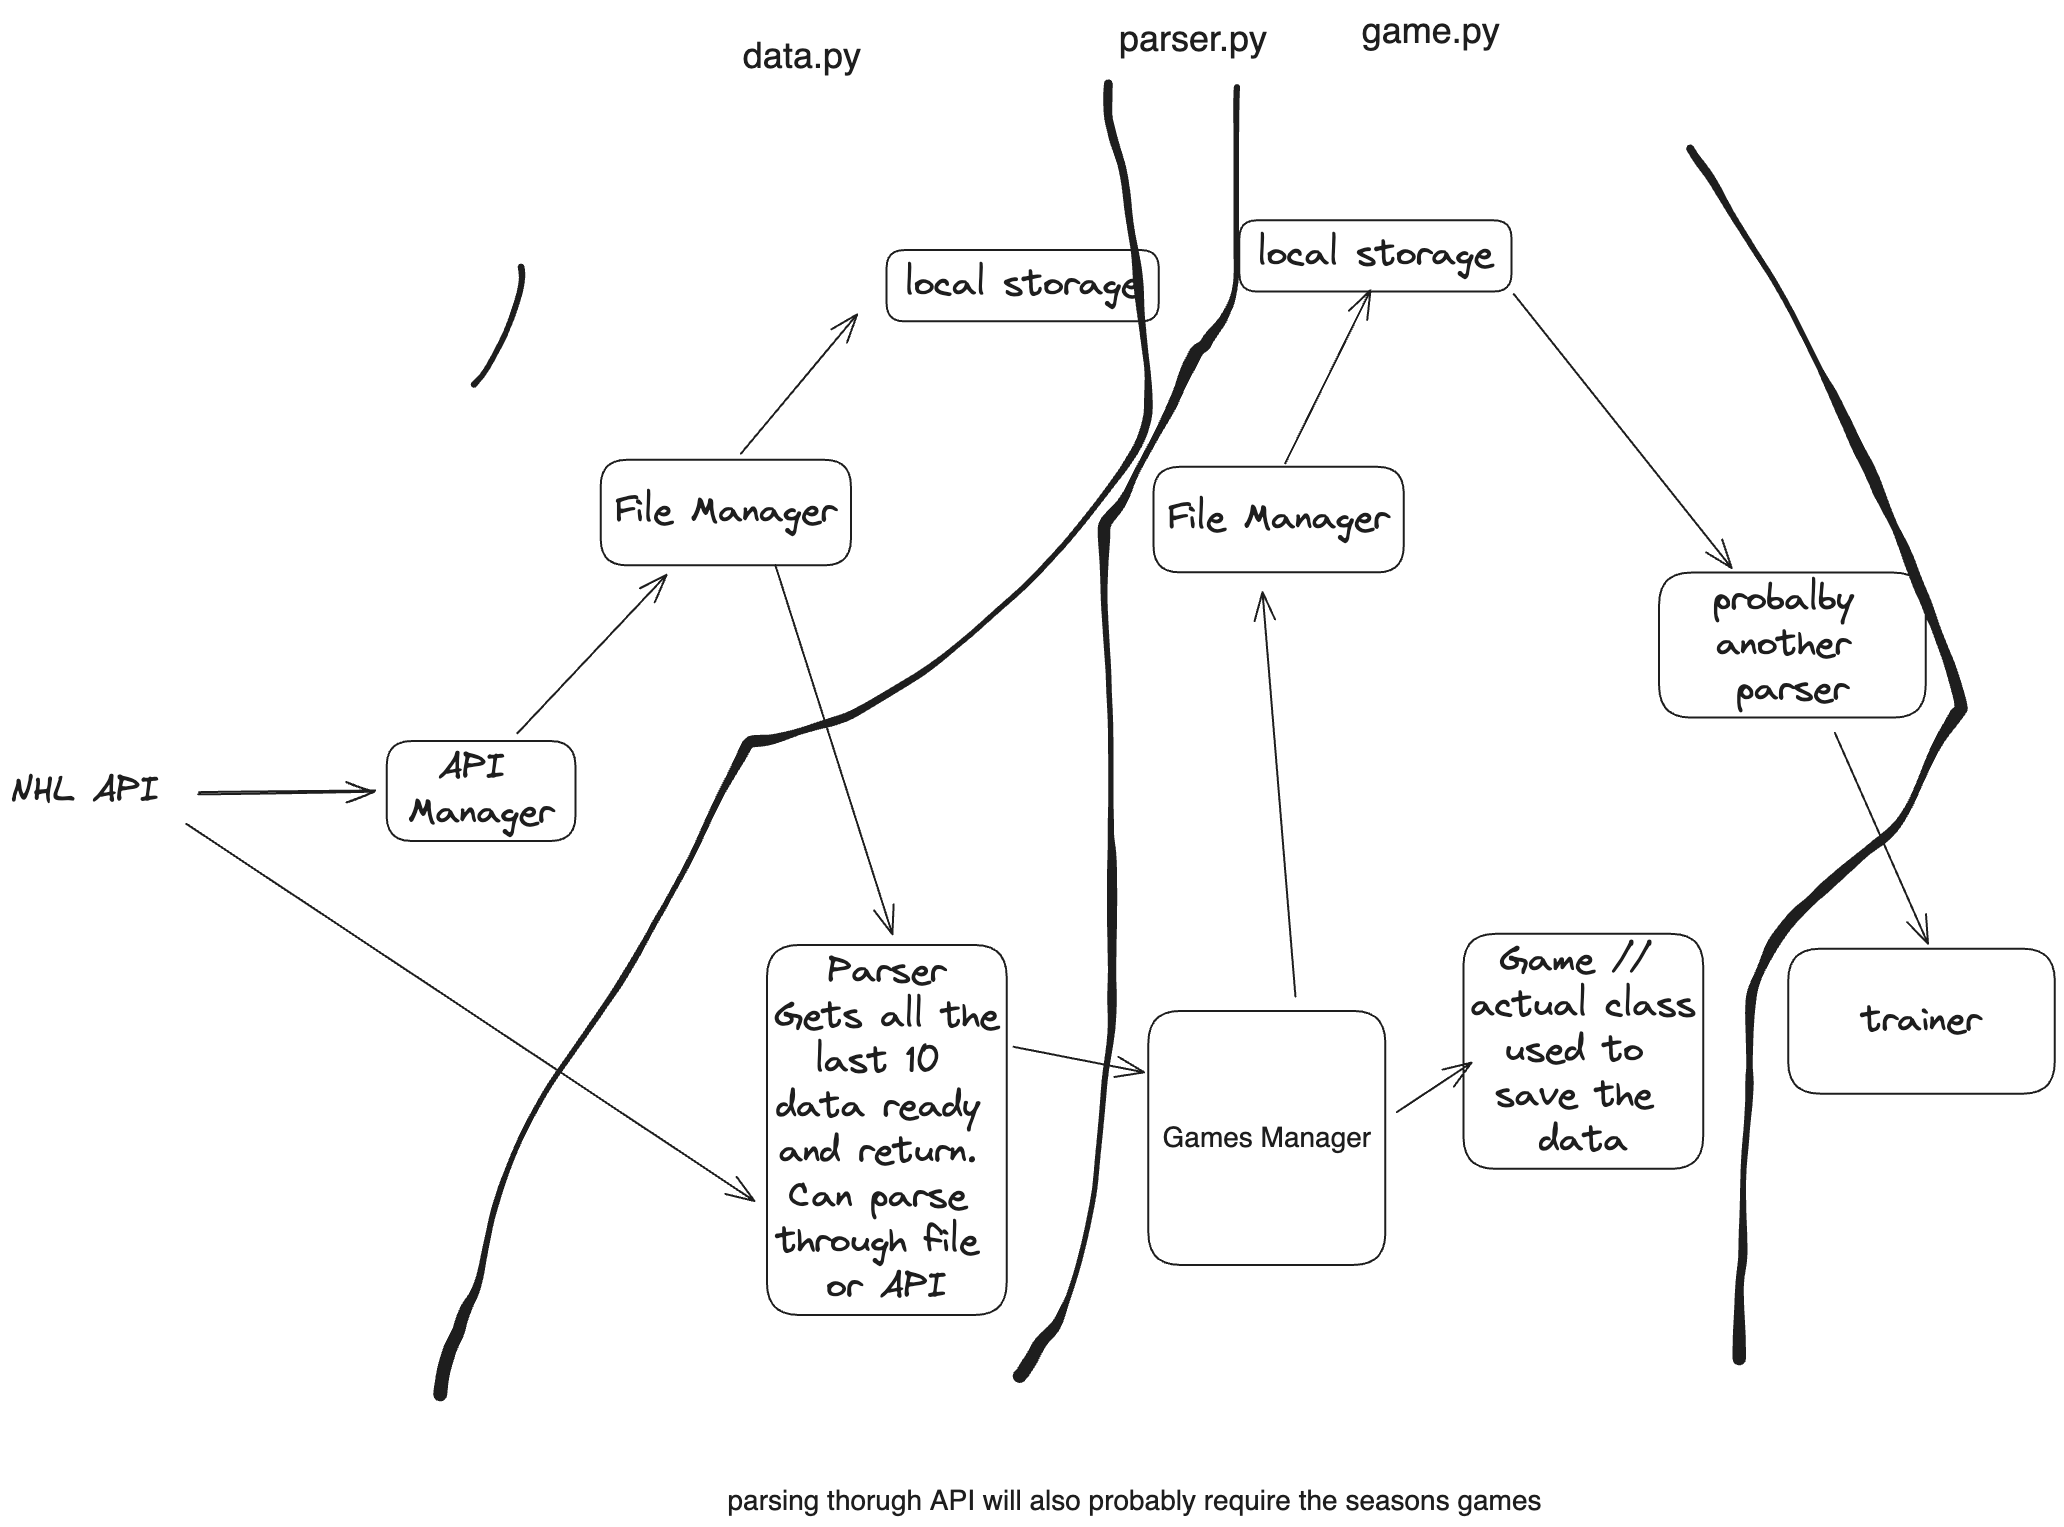 data.py
parser.py
game.py
local storage
local storage
File Manager
File Manager
probalby
another
parser
NHL API
API
Manager
Parser
Gets all the
last 10
data ready
and return.
Can parse
through file
or API
Games Manager
Game //
actual class
used to
save the
data
trainer
parsing thorugh API will also probably require the seasons games